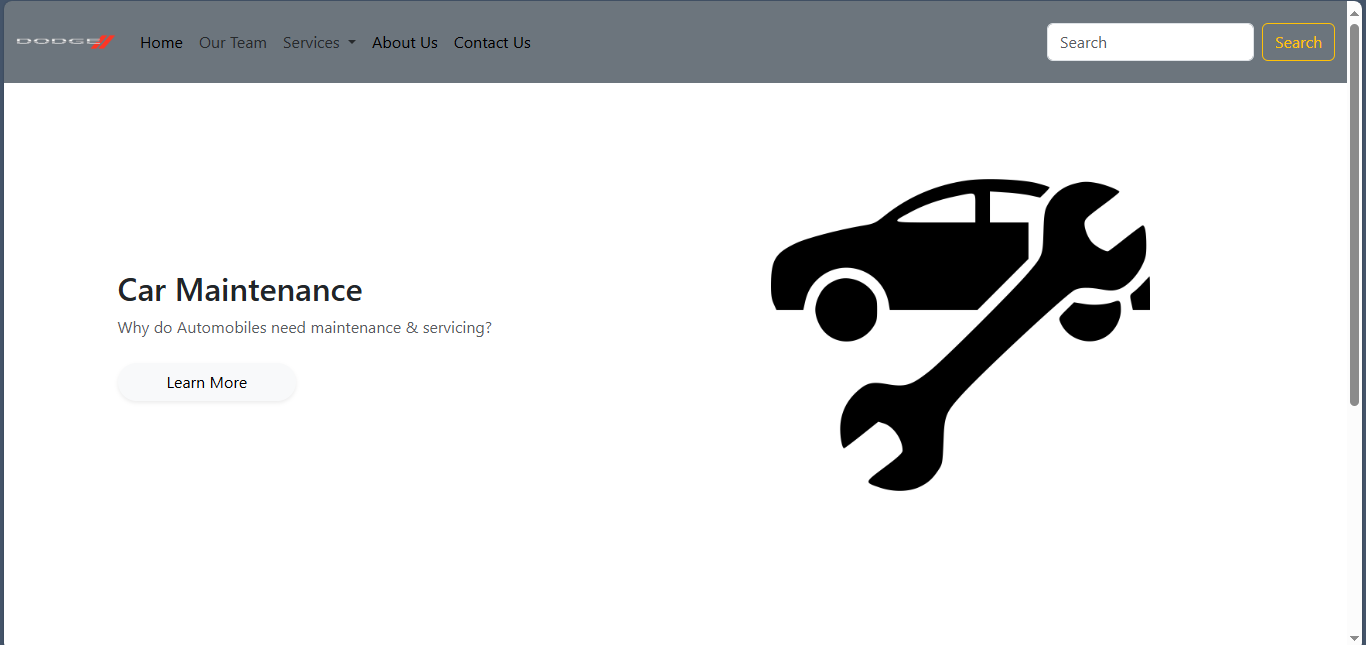 DODGE Home Our Team Services About Us Contact Us Search Search
Car Maintenance
Why do Automobiles need maintenance & servicing?
Learn More